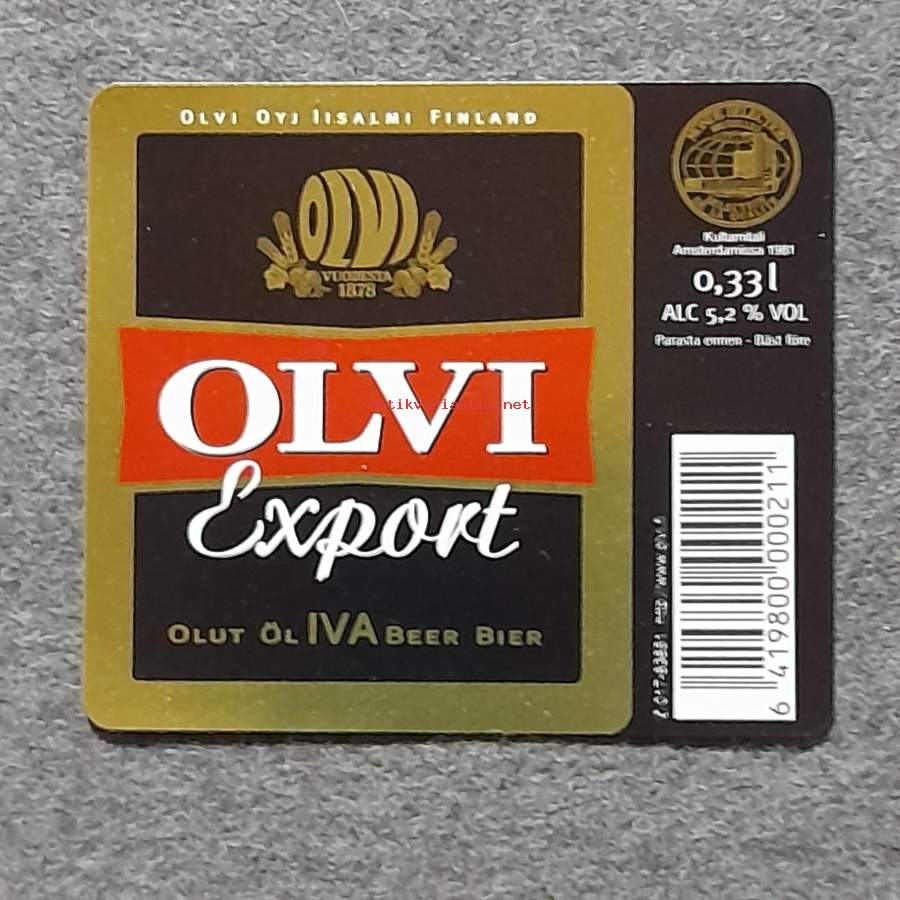 OLVI OYJ IISALMI FINLAND
OLVI
VUODESTA
1878
OLVI
Export
OLUT ÖL IVA BEER BIER
Kultamitali
Amsterdamissa 1981
0,33 l
ALC 5,2 % VOL
Parasta ennen - Bäst före
6 419800 000211